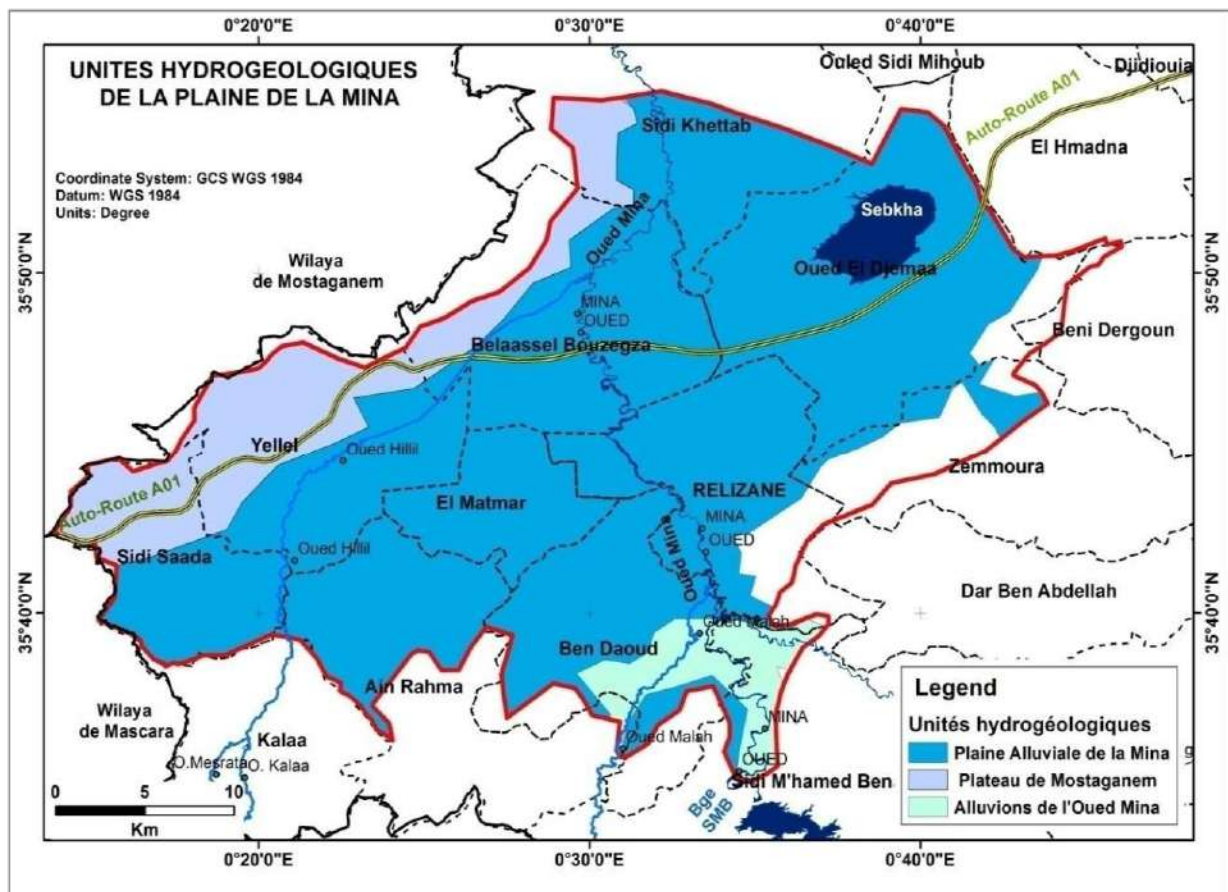 0°20'0"E
0°30'0"E
0°40'0"E
UNITES HYDROGEOLOGIQUES
DE LA PLAINE DE LA MINA
Ouled Sidi Mihoub
Djidiouia
Auto-Route A01
Sidi Khettab
El Hmadna
Coordinate System: GCS WGS 1984
Datum: WGS 1984
Units: Degree
Sebkha
Oued Mina
35°50'0"N
35°50'0"N
Wilaya
de Mostaganem
Oued El Djemaa
MINA
OUED
Beni Dergoun
Belaassel Bouzegza
Yellel
Oued Hillil
Zemmoura
Auto-Route A01
El Matmar
RELIZANE
MINA
OUED
Oued Mina
Sidi Saada
Oued Hillil
Dar Ben Abdellah
35°40'0"N
35°40'0"N
Oued Malah
Ben Daoud
Ain Rahma
Wilaya
de Mascara
Kalaa
MINA
Oued Malah
OUED
O.Mesrata
O. Kalaa
Sidi M'hamed Ben
Bge
SMB
0
5
10
Km
Legend
Unités hydrogéologiques
Plaine Alluviale de la Mina
g
Plateau de Mostaganem
Alluvions de l'Oued Mina
0°20'0"E
0°30'0"E
0°40'0"E